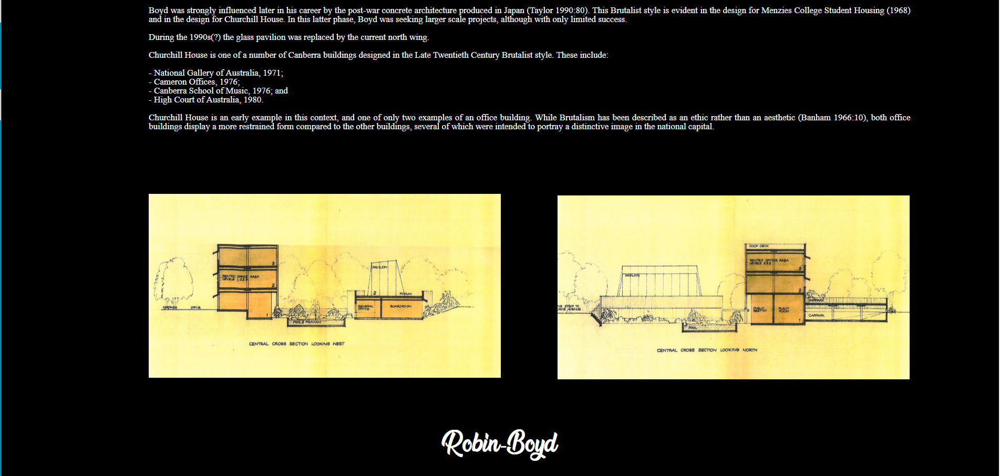 Boyd was strongly influenced later in his career by the post-war concrete architecture produced in Japan (Taylor 1990:80). This Brutalist style is evident in the design for Menzies College Student Housing (1968)
and in the design for Churchill House. In this latter phase, Boyd was seeking larger scale projects, although with only limited success.
During the 1990s(?) the glass pavilion was replaced by the current north wing.
Churchill House is one of a number of Canberra buildings designed in the Late Twentieth Century Brutalist style. These include:
- National Gallery of Australia, 1971;
- Cameron Offices, 1976;
- Canberra School of Music, 1976; and
- High Court of Australia, 1980.
Churchill House is an early example in this context, and one of only two examples of an office building. While Brutalism has been described as an ethic rather than an aesthetic (Banham 1966:10), both office
buildings display a more restrained form compared to the other buildings, several of which were intended to portray a distinctive image in the national capital.
3
PAVILION
RENTED OFFICE AREA
LEVELS 1,2&3
2
2
PODIUM
CARPARK DRIVE
GENERAL
OFFICE
BOARDROOM
1
POOL & FOUNTAIN
CENTRAL CROSS SECTION LOOKING WEST
ROOF DECK
RENTED OFFICE AREA
LEVELS 2&3
3
PAVILION
2
CARPARK
NG STRIP TO
RNE AVENUE
PUBLIC
REST'NT
PLANT
ROOM
CARPARK
1
POOL
CENTRAL CROSS SECTION LOOKING NORTH
Robin-Boyd